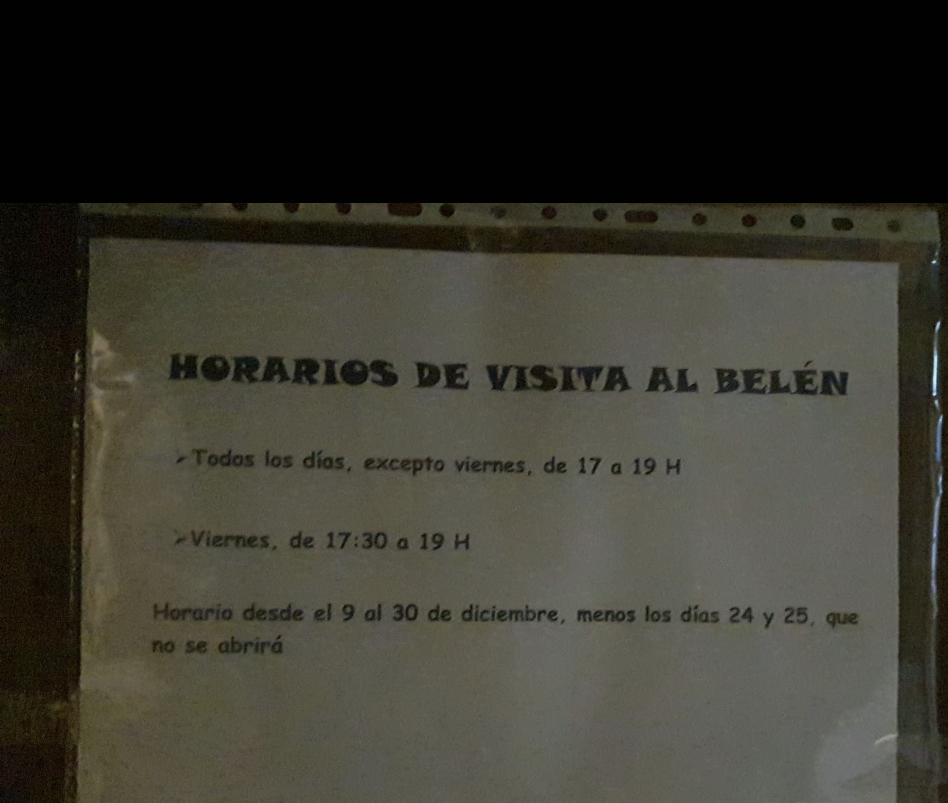 HORARIOS DE VISITA AL BELÉN
➢Todos los días, excepto viernes, de 17 a 19 H
➢Viernes, de 17:30 a 19 H
Horario desde el 9 al 30 de diciembre, menos los días 24 y 25, que
no se abrirá